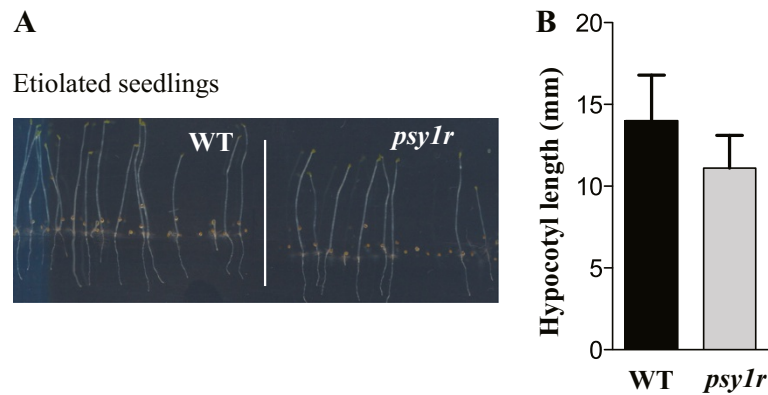 A
Etiolated seedlings
WT
psy1r
B
Hypocotyl length (mm)
20
15
10
5
0
WT
psy1r